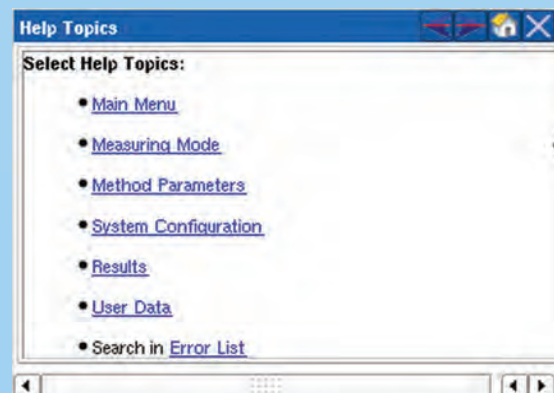 Help Topics
Select Help Topics:
Main Menu
Measuring Mode
Method Parameters
System Configuration
Results
User Data
Search in Error List